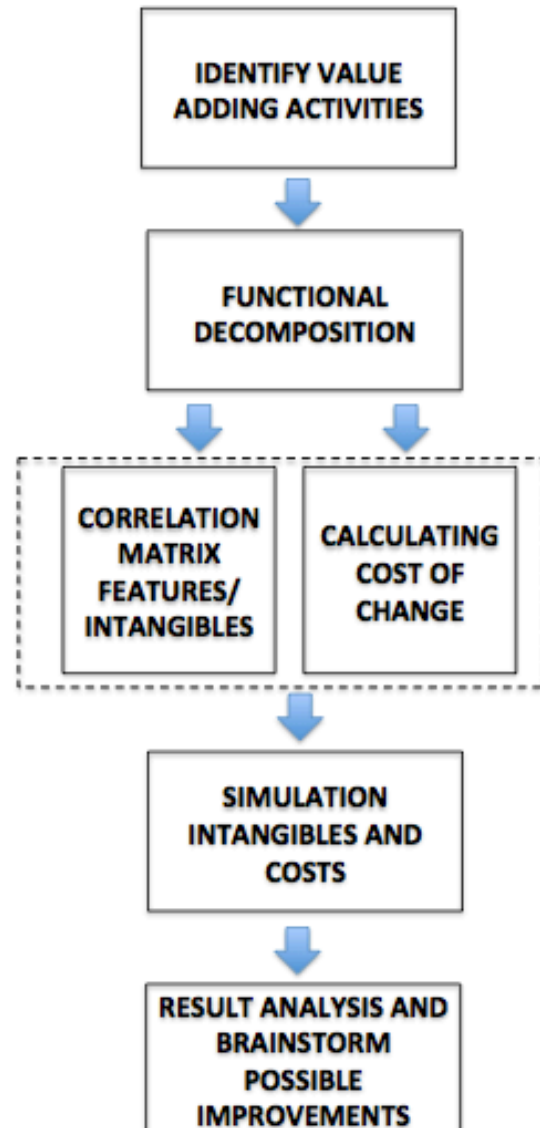 IDENTIFY VALUE
ADDING ACTIVITIES
FUNCTIONAL
DECOMPOSITION
CORRELATION
MATRIX
FEATURES/
INTANGIBLES
CALCULATING
COST OF
CHANGE
SIMULATION
INTANGIBLES AND
COSTS
RESULT ANALYSIS AND
BRAINSTORM
POSSIBLE
IMPROVEMENTS